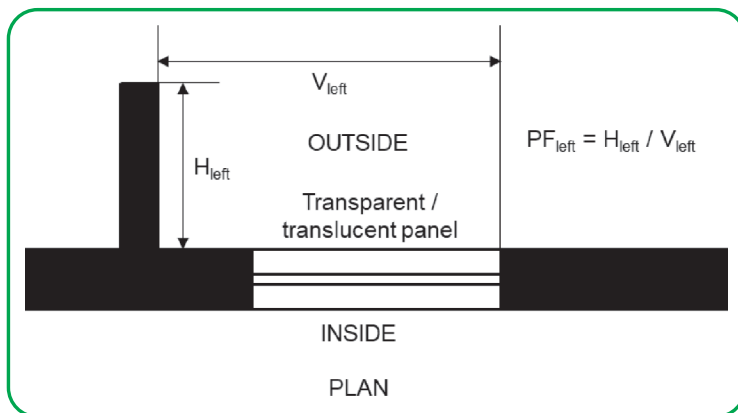 V_left
OUTSIDE
PF_left = H_left / V_left
H_left
Transparent /
translucent panel
INSIDE
PLAN